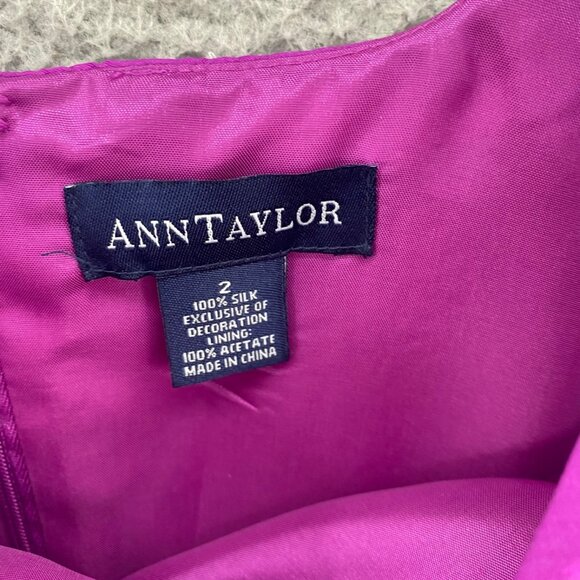 ANNTAYLOR
2
100% SILK
EXCLUSIVE OF
DECORATION
LINING:
100% ACETATE
MADE IN CHINA